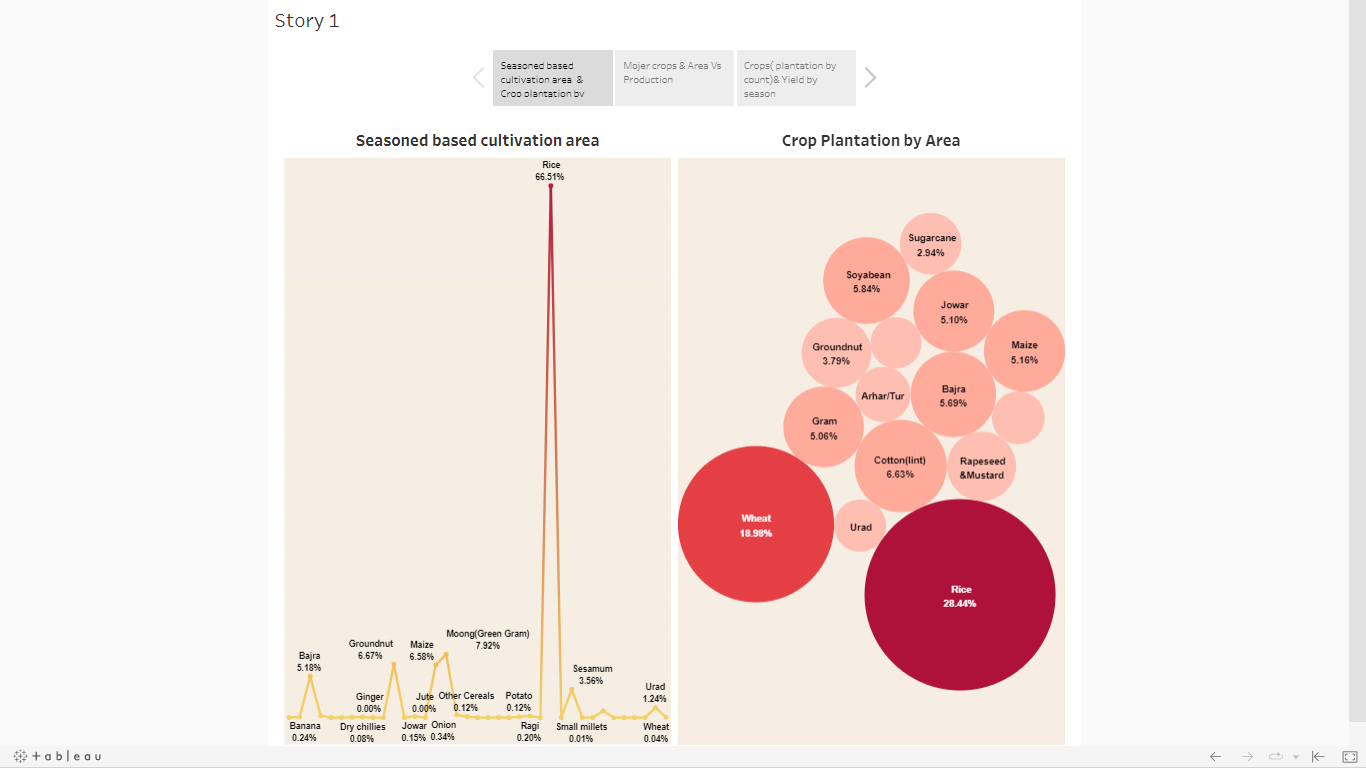 Story 1
Seasoned based
cultivation area &
Crop plantation by
Mojer crops & Area Vs
Production
Crops( plantation by
count)& Yield by
season
Seasoned based cultivation area
Rice
66.51%
Bajra
5.18%
Groundnut
6.67%
Maize
6.58%
Moong(Green Gram)
7.92%
Sesamum
3.56%
Urad
1.24%
Ginger
0.00%
Jute
0.00%
Other Cereals
0.12%
Potato
0.12%
Banana
0.24%
Dry chillies
0.08%
Jowar
0.15%
Onion
0.34%
Ragi
0.20%
Small millets
0.01%
Wheat
0.04%
Crop Plantation by Area
Sugarcane
2.94%
Soyabean
5.84%
Jowar
5.10%
Maize
5.16%
Groundnut
3.79%
Arhar/Tur
Bajra
5.69%
Gram
5.06%
Cotton(lint)
6.63%
Rapeseed
&Mustard
Wheat
18.98%
Urad
Rice
28.44%
+ableau